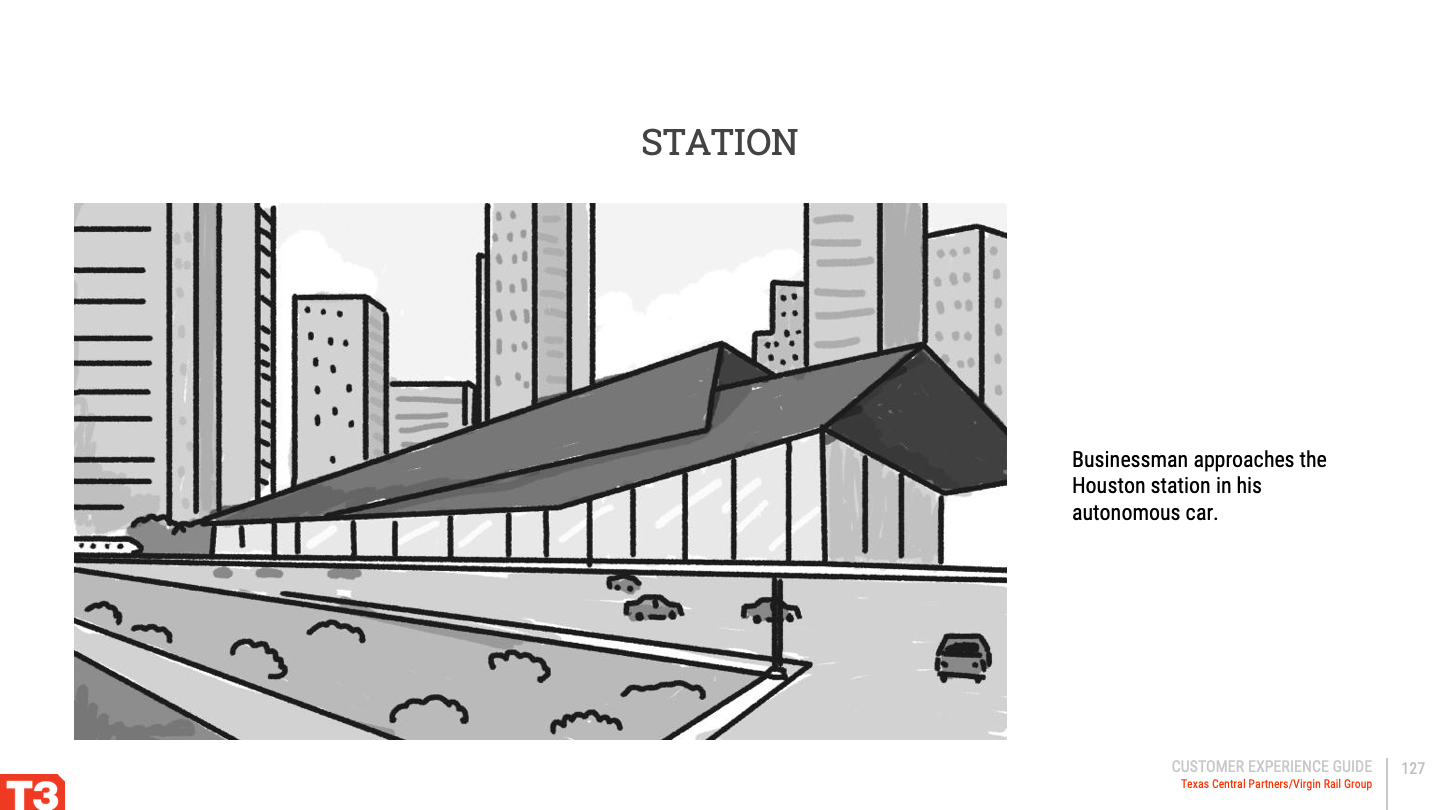 STATION
Businessman approaches the
Houston station in his
autonomous car.
CUSTOMER EXPERIENCE GUIDE
Texas Central Partners/Virgin Rail Group
127
T3